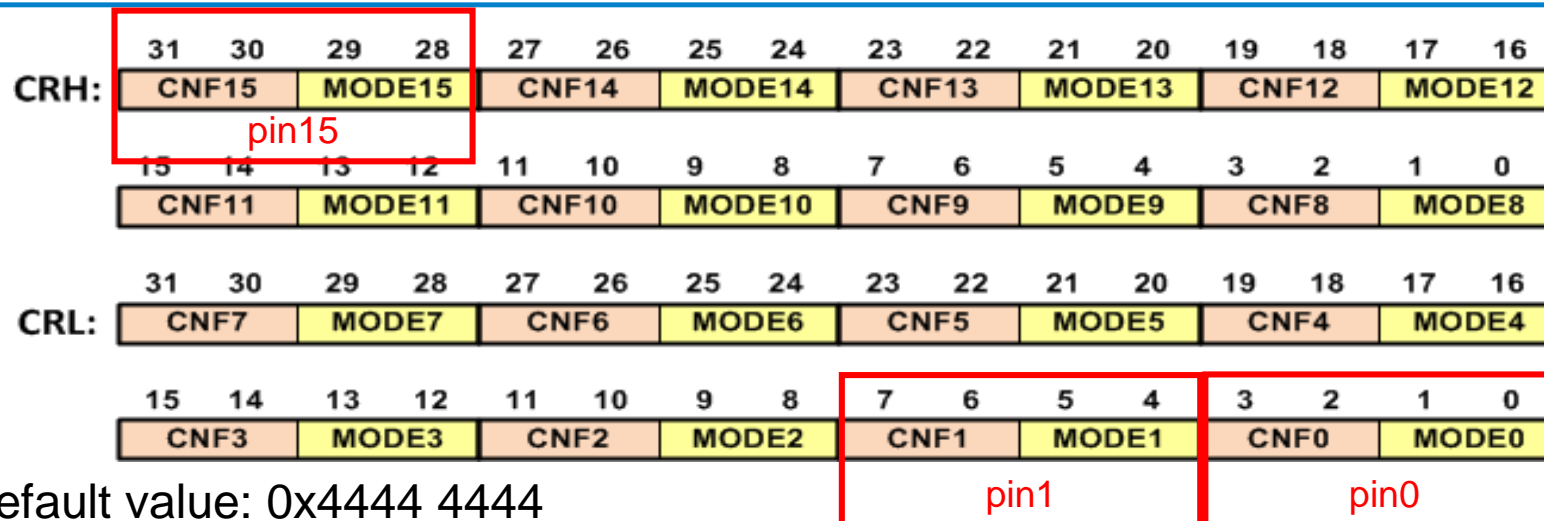 31 30 29 28 27 26 25 24 23 22 21 20 19 18 17 16
CRH: CNF15 MODE15 CNF14 MODE14 CNF13 MODE13 CNF12 MODE12
pin15
15 14 13 12 11 10 9 8 7 6 5 4 3 2 1 0
CNF11 MODE11 CNF10 MODE10 CNF9 MODE9 CNF8 MODE8
31 30 29 28 27 26 25 24 23 22 21 20 19 18 17 16
CRL: CNF7 MODE7 CNF6 MODE6 CNF5 MODE5 CNF4 MODE4
15 14 13 12 11 10 9 8 7 6 5 4 3 2 1 0
CNF3 MODE3 CNF2 MODE2 CNF1 MODE1 CNF0 MODE0
efault value: 0x4444 4444 pin1 pin0